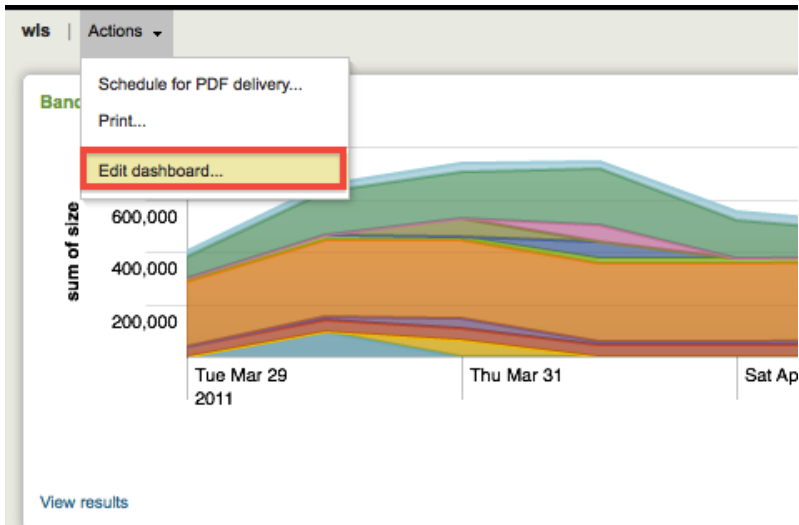 wls | Actions
Schedule for PDF delivery...
Print...
Edit dashboard...
sum of size
600,000
400,000
200,000
Tue Mar 29
2011
Thu Mar 31
Sat Ap
View results